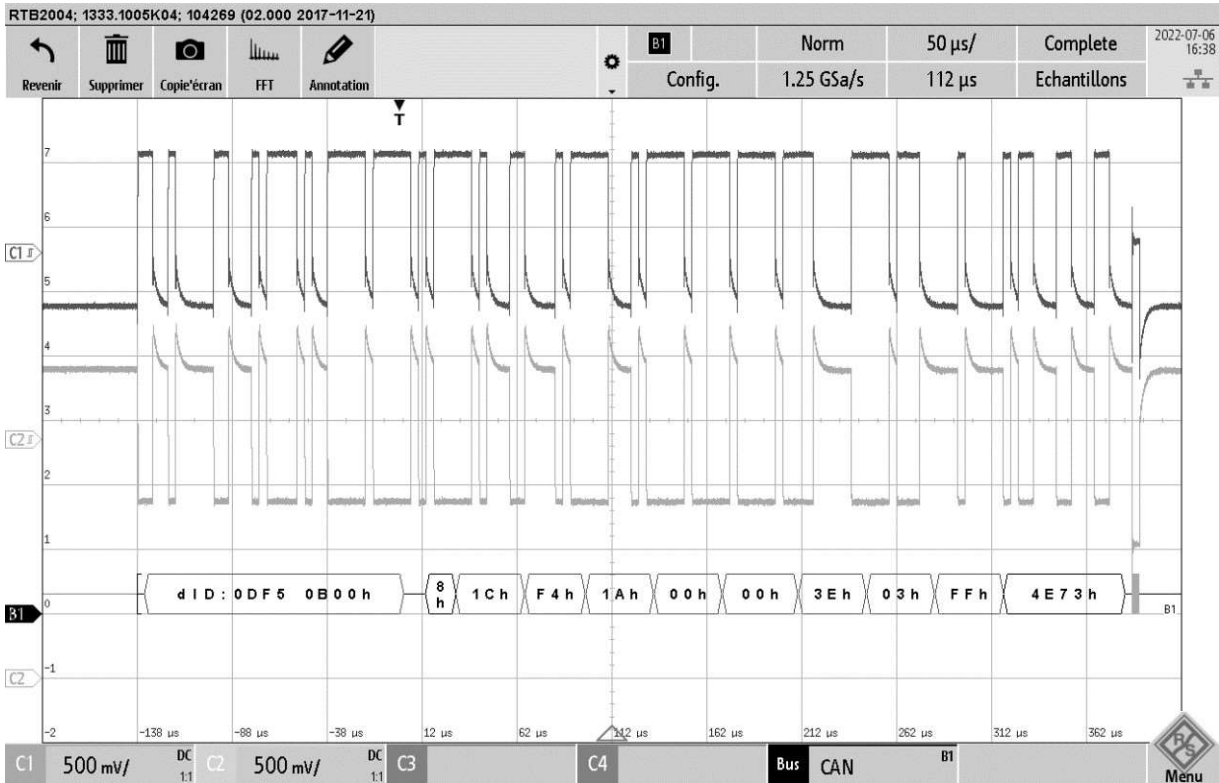 RTB2004; 1333.1005K04; 104269 (02.000 2017-11-21)
Revenir
Supprimer
Copie'écran
FFT
Annotation
B1
Norm
50 µs/
Complete
Config.
1.25 GSa/s
112 µs
Echantillons
2022-07-06
16:38
T
7
6
C1
5
4
3
C2
2
1
dID:0DF5 0B00h
8
h
1Ch
F4h
1Ah
00h
00h
3Eh
03h
FFh
4E73h
0
B1
B1
-1
C2
-2
-138 µs
-88 µs
-38 µs
12 µs
62 µs
112 µs
162 µs
212 µs
262 µs
312 µs
362 µs
C1
500 mV/
DC
1:1
C2
500 mV/
DC
1:1
C3
C4
Bus
CAN
B1
R&S
Menu